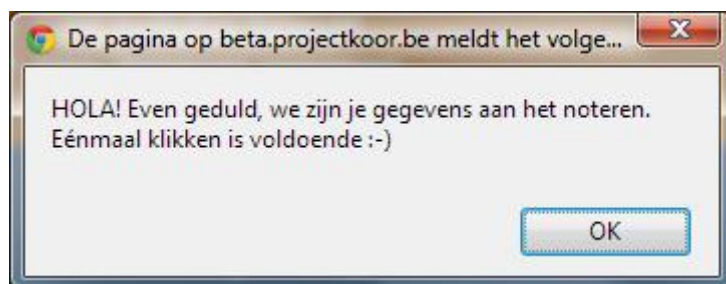 De pagina op beta.projectkoor.be meldt het volge...
HOLA! Even geduld, we zijn je gegevens aan het noteren.
Eénmaal klikken is voldoende :-)
OK